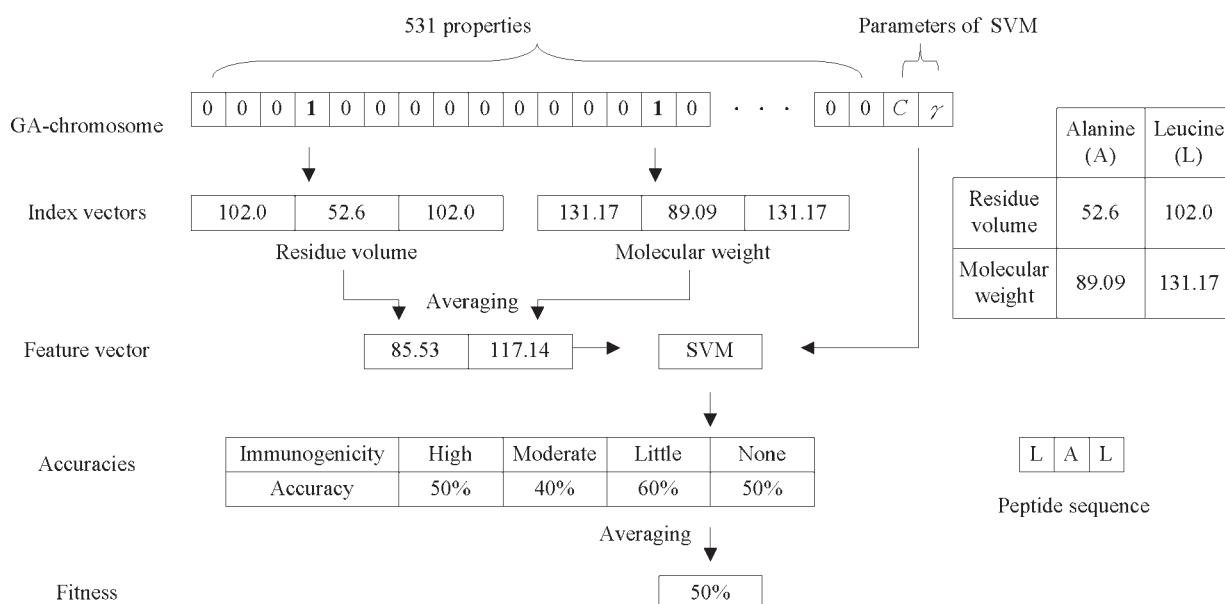 531 properties
Parameters of SVM
GA-chromosome
0 0 0 1 0 0 0 0 0 0 0 0 0 1 0 · · · 0 0 C γ
Index vectors
102.0 52.6 102.0
131.17 89.09 131.17
Residue volume
Molecular weight
Averaging
Feature vector
85.53 117.14
SVM
Accuracies
Immunogenicity High Moderate Little None
Accuracy 50% 40% 60% 50%
Averaging
Fitness
50%
Alanine Leucine
(A) (L)
Residue
volume 52.6 102.0
Molecular
weight 89.09 131.17
L A L
Peptide sequence